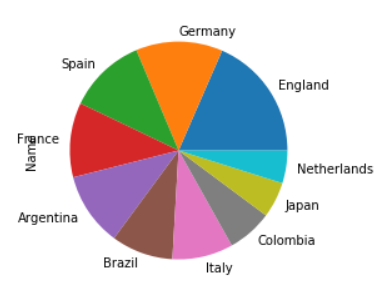 Germany
Spain
England
France
Name
Netherlands
Argentina
Japan
Colombia
Brazil
Italy